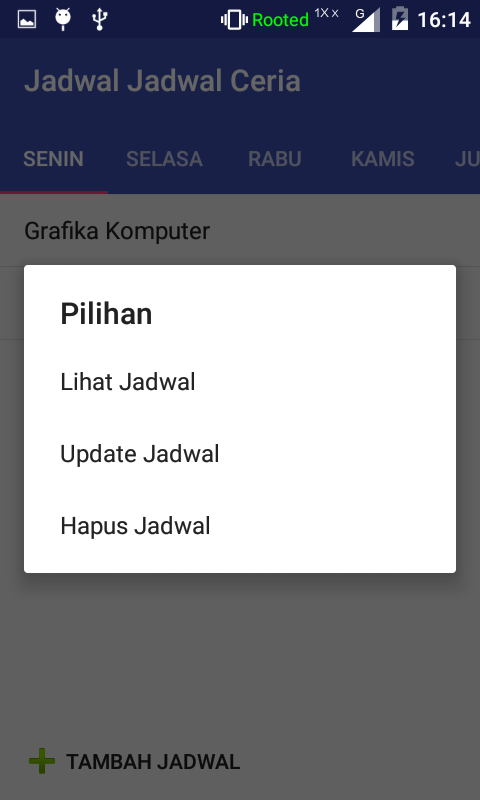 Rooted 1X x G 16:14
Jadwal Jadwal Ceria
SENIN SELASA RABU KAMIS JU
Grafika Komputer
Pilihan
Lihat Jadwal
Update Jadwal
Hapus Jadwal
TAMBAH JADWAL